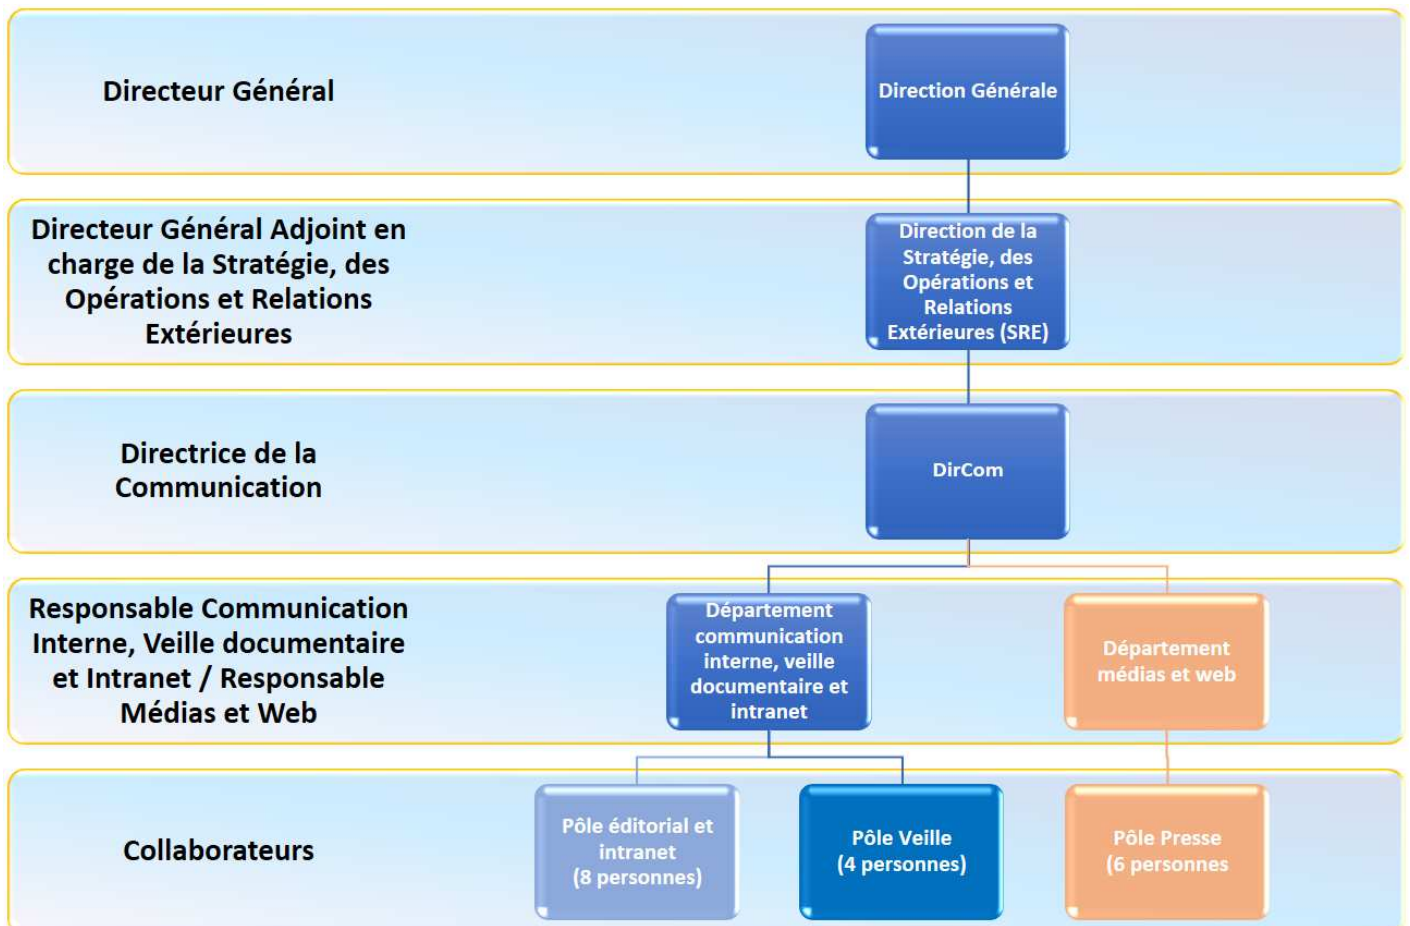 Directeur Général
Direction Générale
Directeur Général Adjoint en
charge de la Stratégie, des
Opérations et Relations
Extérieures
Direction de la
Stratégie, des
Opérations et
Relations
Extérieures (SRE)
Directrice de la
Communication
DirCom
Responsable Communication
Interne, Veille documentaire
et Intranet / Responsable
Médias et Web
Département
communication
interne, veille
documentaire et
intranet
Département
médias et web
Collaborateurs
Pôle éditorial et
intranet
(8 personnes)
Pôle Veille
(4 personnes)
Pôle Presse
(6 personnes